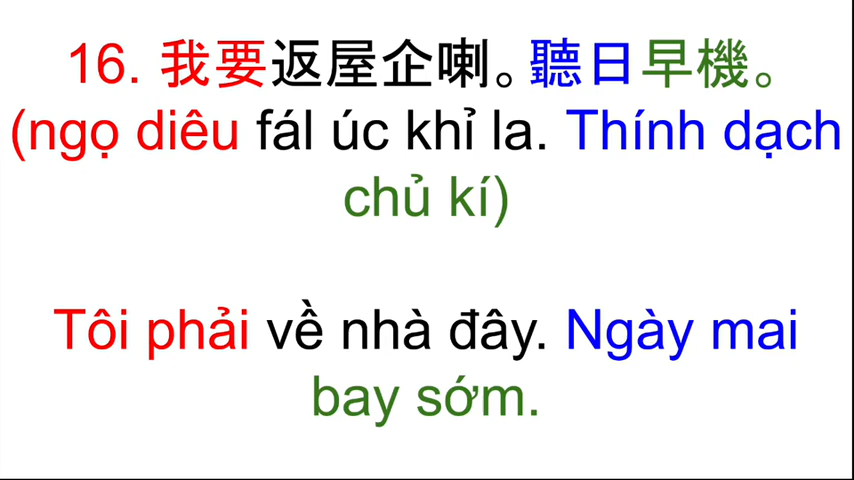 16. 我要返屋企喇。聽日早機。
(ngọ diêu fál úc khỉ la. Thính dạch
chủ kí)
Tôi phải về nhà đây. Ngày mai
bay sớm.